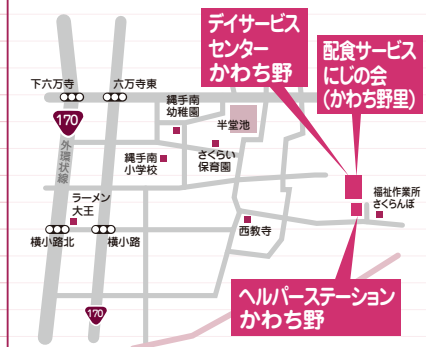 デイサービス
センター
かわち野
配食サービス
にじの会
(かわち野里)
下六万寺
六万寺東
170
外環状線
縄手南
幼稚園
半堂池
縄手南
小学校
さくらい
保育園
ラーメン
大王
福祉作業所
さくらんぼ
横小路北
横小路
西教寺
170
ヘルパーステーション
かわち野